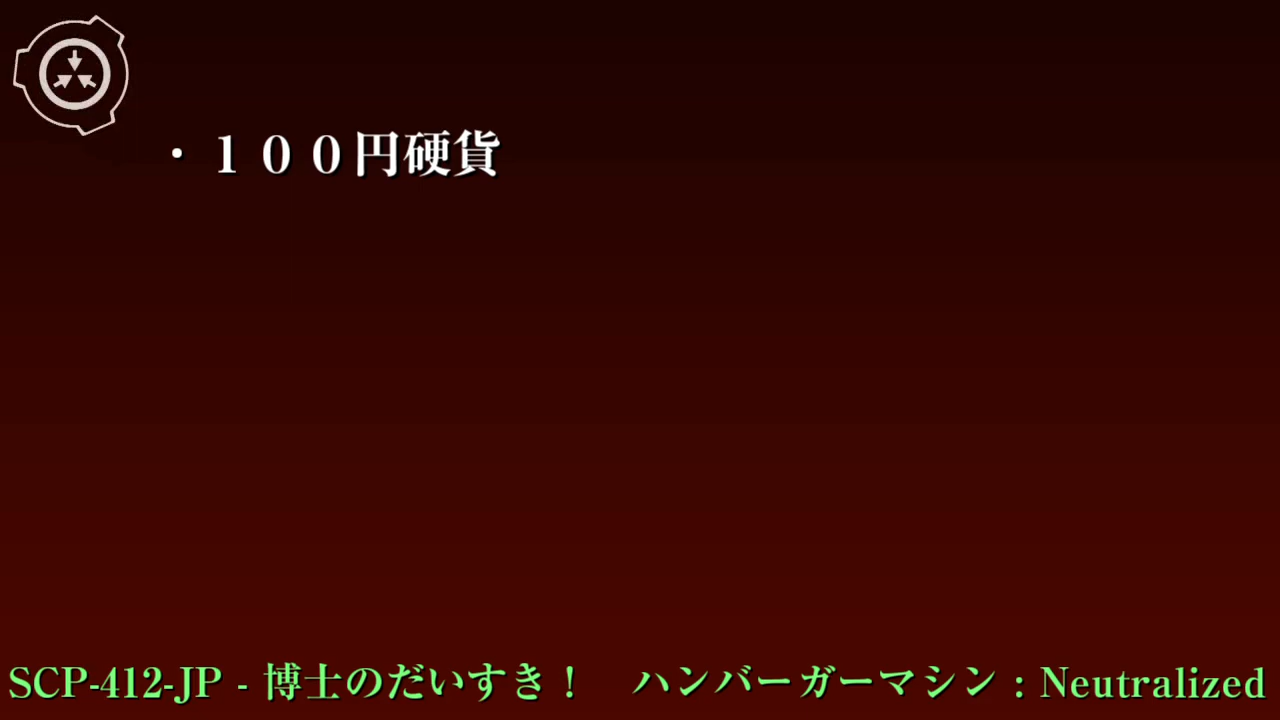 ・１００円硬貨
SCP-412-JP - 博士のだいすき！　ハンバーガーマシン : Neutralized